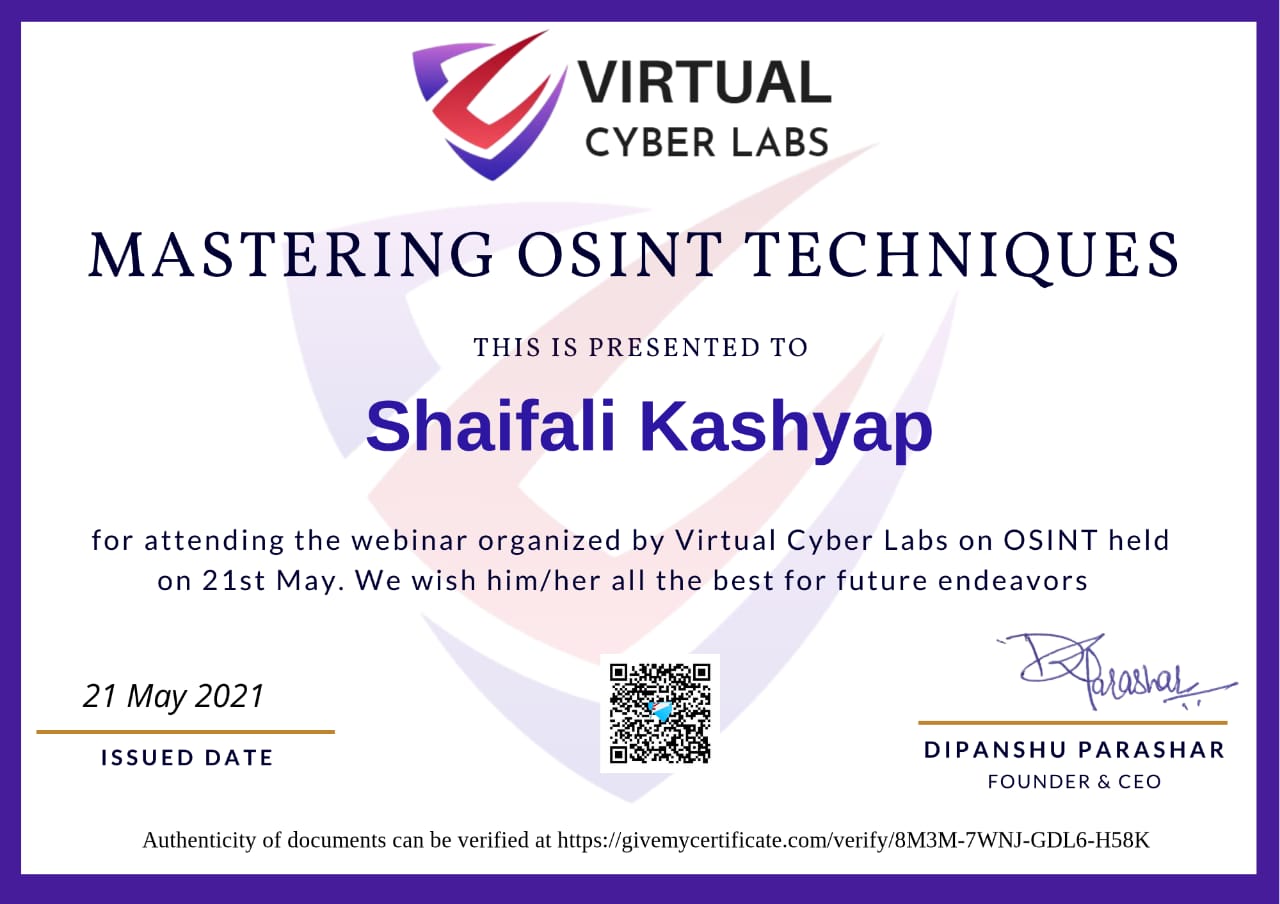 VIRTUAL
CYBER LABS
MASTERING OSINT TECHNIQUES
THIS IS PRESENTED TO
Shaifali Kashyap
for attending the webinar organized by Virtual Cyber Labs on OSINT held
on 21st May. We wish him/her all the best for future endeavors
21 May 2021
ISSUED DATE
DParashar
DIPANSHU PARASHAR
FOUNDER & CEO
Authenticity of documents can be verified at https://givemycertificate.com/verify/8M3M-7WNJ-GDL6-H58K